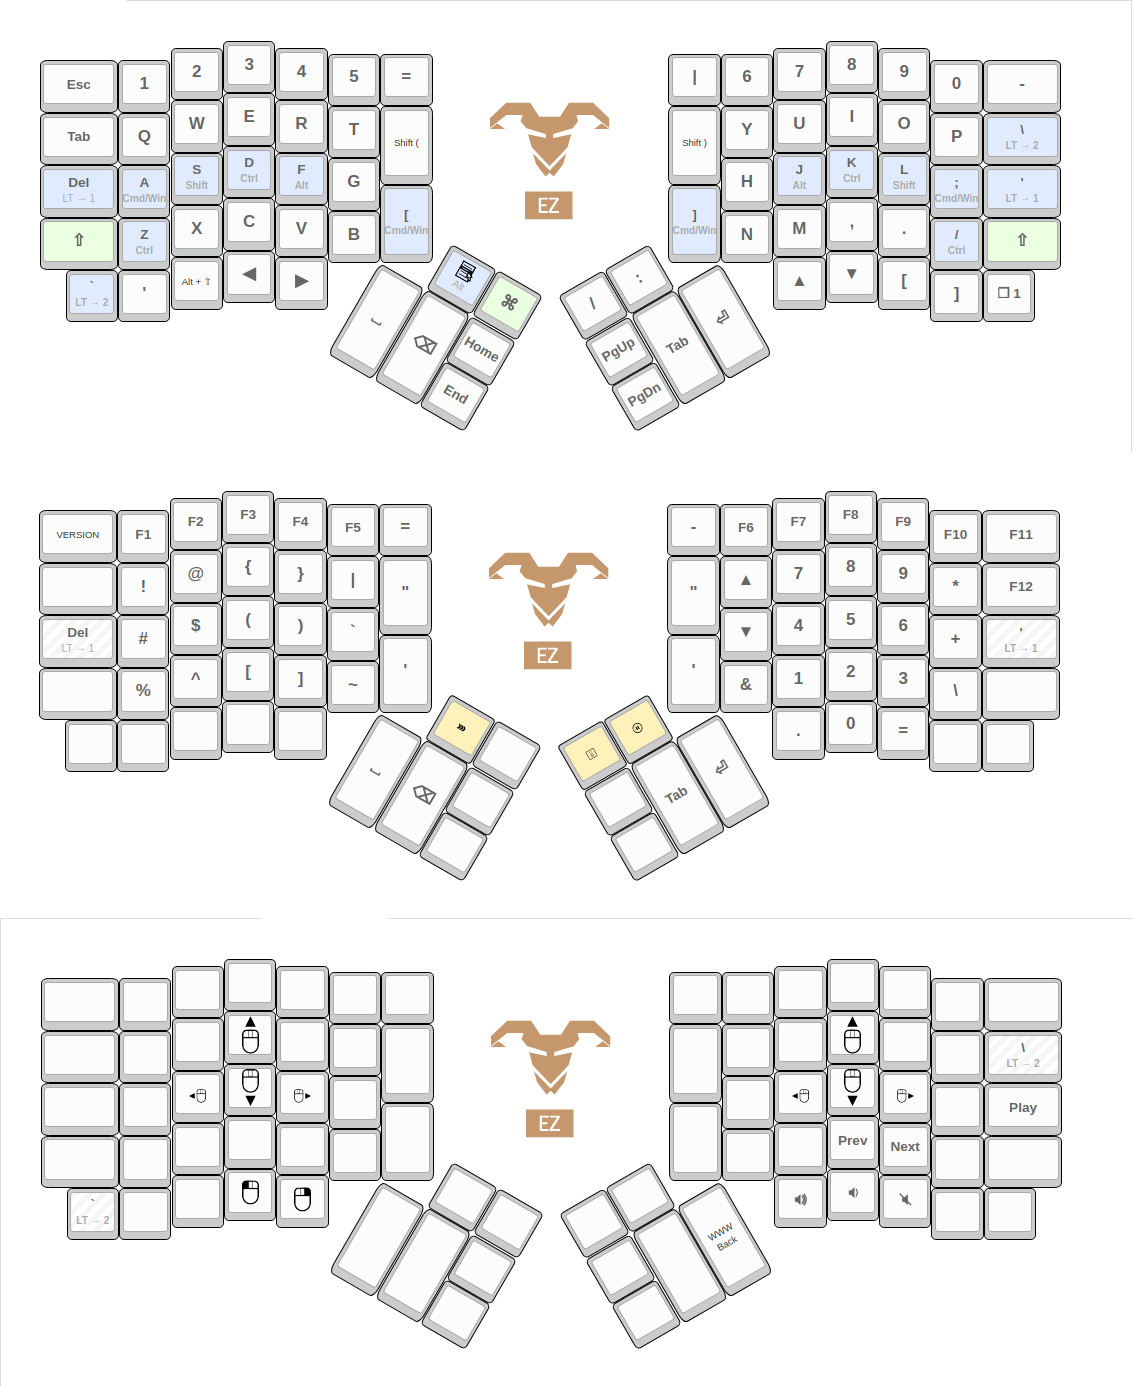 Esc 1 2 3 4 5 =
| 6 7 8 9 0 -
Tab Q W E R T Shift (
Shift ) Y U I O P \
LT → 2
Del A S D F G [
LT → 1 Cmd/Win Shift Ctrl Alt Cmd/Win
] H J K L ; '
Cmd/Win Alt Ctrl Shift Cmd/Win LT → 1
⇧ Z X C V B
Ctrl
N M , . / ⇧
Ctrl
` ' Alt + ⇧ ◀ ▶
LT → 2
▲ ▼ [ ] ❐ 1
Alt ⌘
Home
End
/ :
PgUp Tab
PgDn
EZ
VERSION F1 F2 F3 F4 F5 =
- F6 F7 F8 F9 F10 F11
! @ { } | "
" ▲ 7 8 9 * F12
Del # $ ( ) `
LT → 1
▼ 4 5 6 + '
LT → 1
% ^ [ ] ~ '
' & 1 2 3 \
. 0 =
Tab
EZ
\
LT → 2
Play
Prev Next
`
LT → 2
WWW
Back
EZ